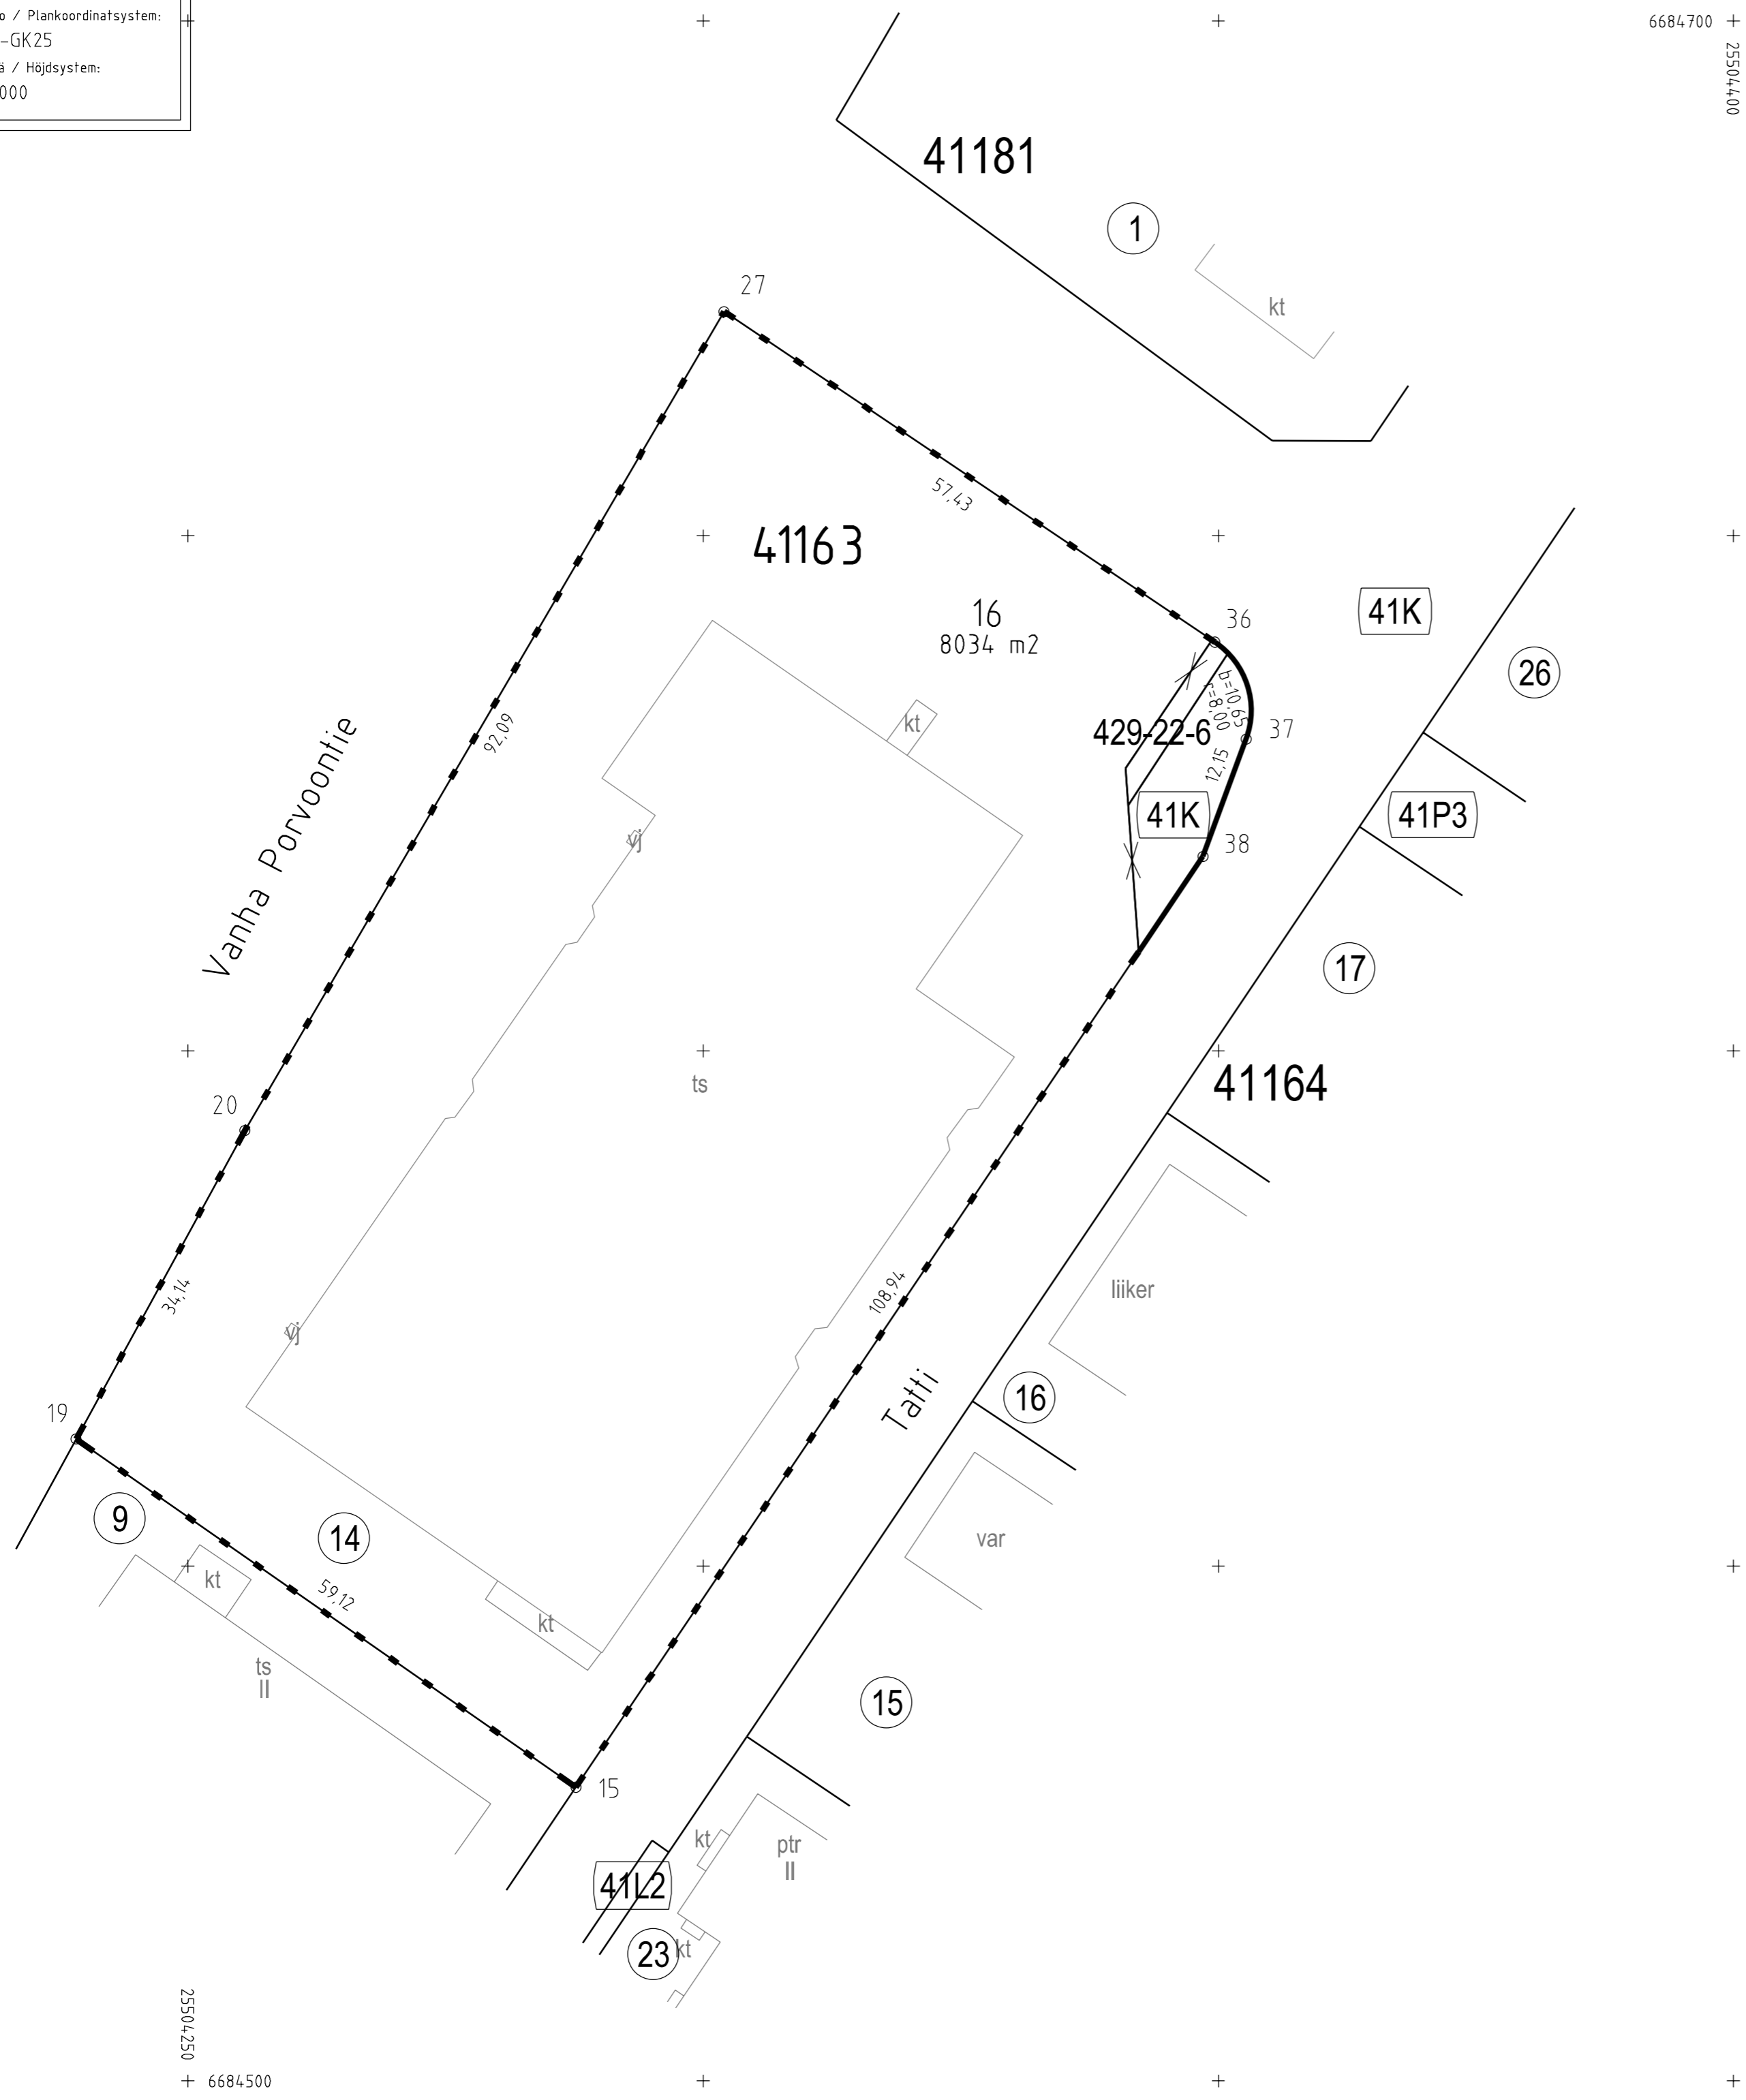 o / Plankoordinatsystem:
-GK25
ä / Höjdsystem:
000
6684700
25504400
41181
1
kt
27
57,43
41163
16
8034 m2
36
41K
26
b=10,65
r=8,00
37
429-22-6
12,15
41K
41P3
38
kt
92,09
Vanha Porvoontie
vj
17
ts
41164
20
34,14
108,94
liiker
vj
Tatti
16
19
9
14
var
kt
59,12
kt
ts
II
15
15
kt
ptr
II
41L2
23
kt
25504250
6684500